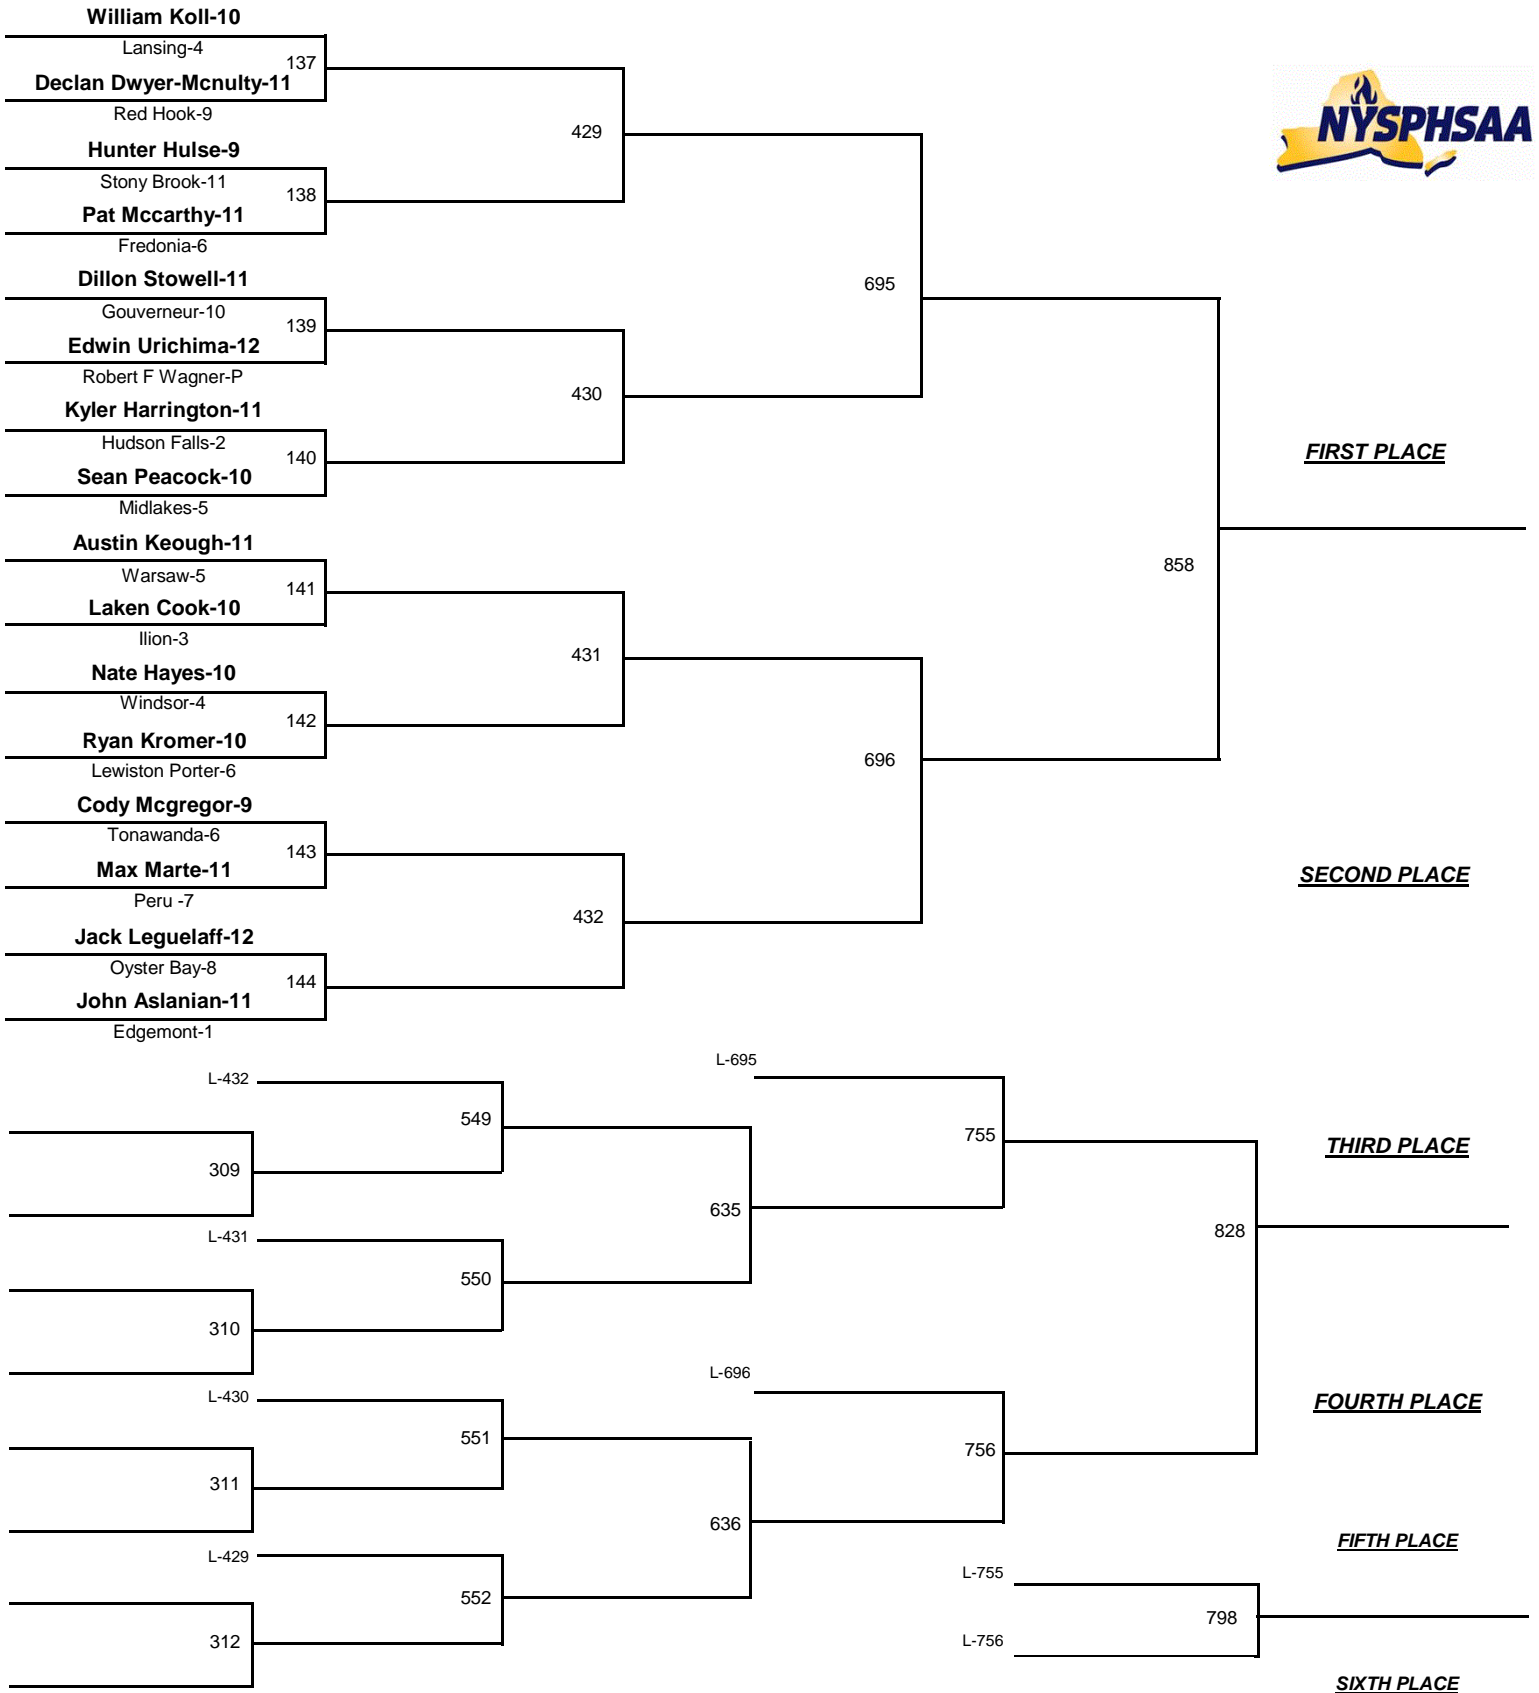 William Koll-10
Lansing-4
137
Declan Dwyer-Mcnulty-11
Red Hook-9
429
Hunter Hulse-9
Stony Brook-11
138
Pat Mccarthy-11
Fredonia-6
NYSPHSAA
Dillon Stowell-11
695
Gouverneur-10
139
Edwin Urichima-12
Robert F Wagner-P
430
Kyler Harrington-11
Hudson Falls-2
140
Sean Peacock-10
Midlakes-5
FIRST PLACE
Austin Keough-11
Warsaw-5
141
Laken Cook-10
Ilion-3
858
431
Nate Hayes-10
Windsor-4
142
Ryan Kromer-10
Lewiston Porter-6
696
Cody Mcgregor-9
Tonawanda-6
143
Max Marte-11
Peru -7
SECOND PLACE
432
Jack Leguelaff-12
Oyster Bay-8
144
John Aslanian-11
Edgemont-1
L-695
L-432
549
755
THIRD PLACE
309
635
L-431
828
550
310
L-696
L-430
FOURTH PLACE
551
756
311
636
FIFTH PLACE
L-429
L-755
552
798
312
L-756
SIXTH PLACE